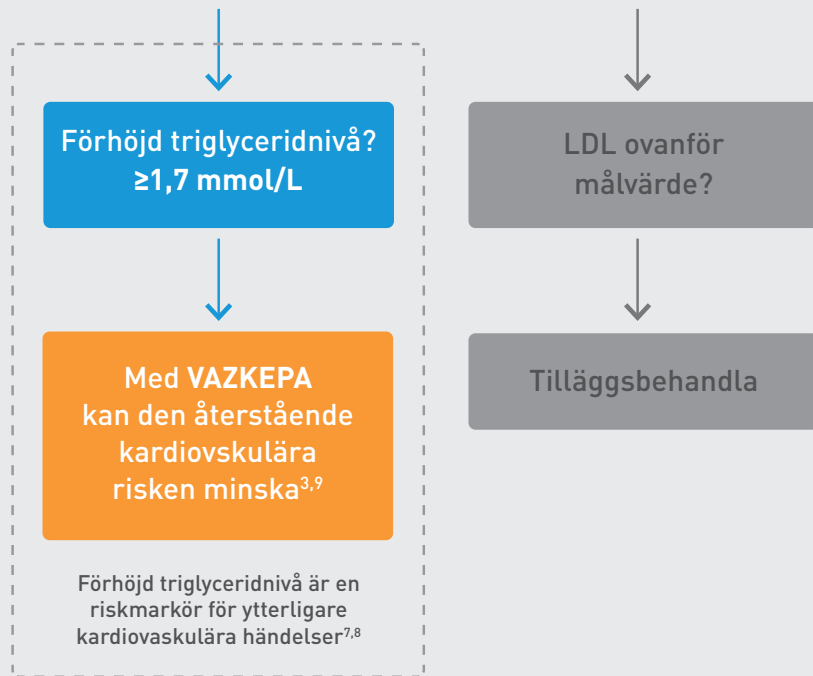 Förhöjd triglyceridnivå?
≥1,7 mmol/L
Med VAZKEPA
kan den återstående
kardiovskulära
risken minska3,9
Förhöjd triglyceridnivå är en
riskmarkör för ytterligare
kardiovaskulära händelser7,8
LDL ovanför
målvärde?
Tilläggsbehandla